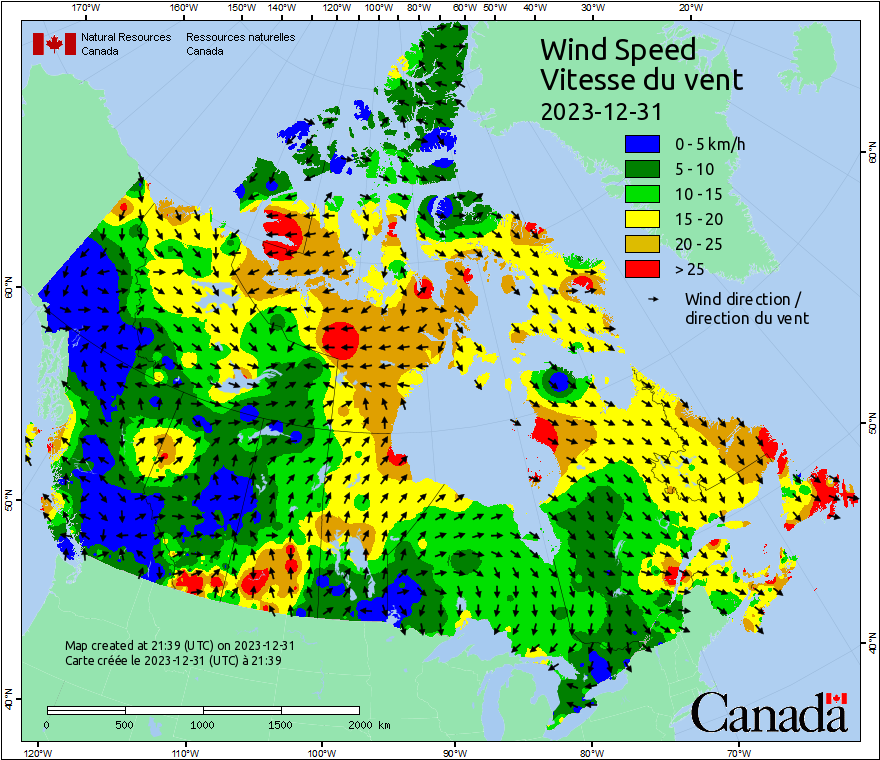 170°W 160°W 150°W 140°W 120°W 100°W 80°W 60°W 50°W 40°W 30°W 20°W
Natural Resources Canada
Ressources naturelles Canada
Wind Speed
Vitesse du vent
2023-12-31
0 - 5 km/h
5 - 10
10 - 15
15 - 20
20 - 25
> 25
Wind direction /
direction du vent
60°N
60°N
50°N
50°N
40°N
40°N
Map created at 21:39 (UTC) on 2023-12-31
Carte créée le 2023-12-31 (UTC) à 21:39
0 500 1000 1500 2000 km
Canada
120°W 110°W 100°W 90°W 80°W 70°W